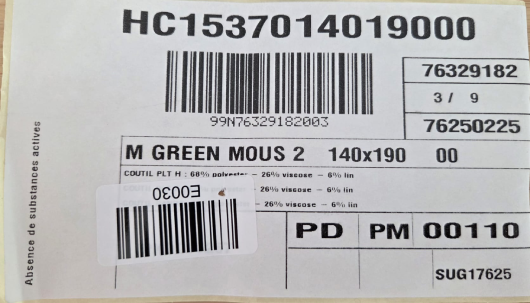 HC1537014019000
99N76329182003
76329182
3 / 9
76250225
M GREEN MOUS 2 140x190 00
COUTIL PLT H : 68% polyester – 26% viscose – 6% lin
– 26% viscose – 6% lin
– 26% viscose – 6% lin
E0030
PD PM 00110
SUG17625
Absence de substances actives